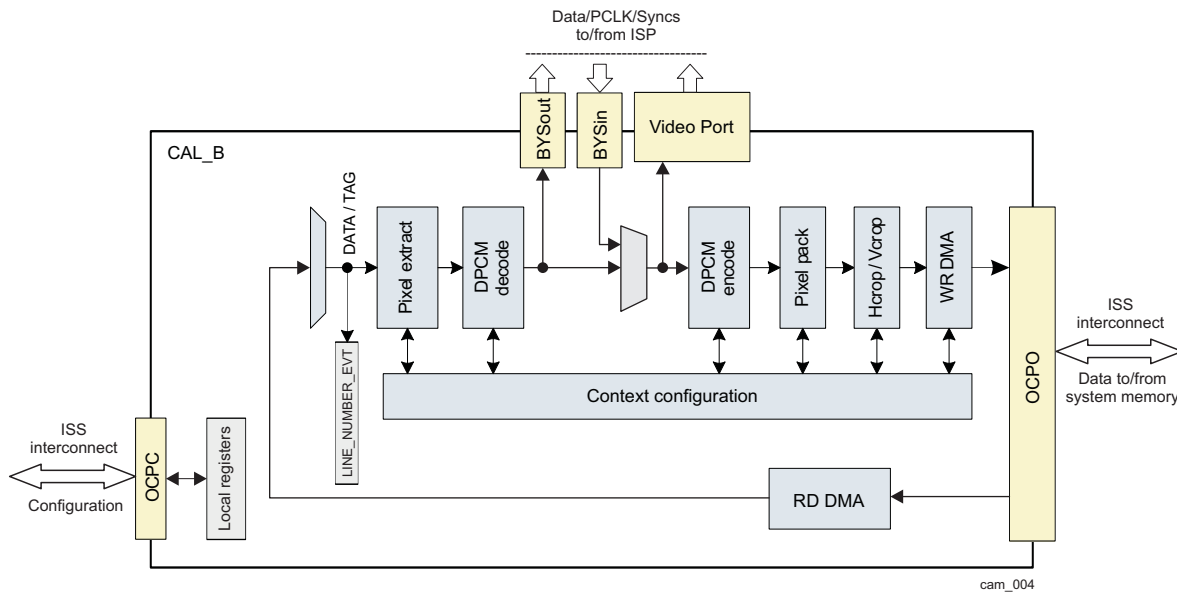 Data/PCLK/Syncs
to/from ISP
BYSout
BYSin
Video Port
CAL_B
DATA / TAG
Pixel extract
DPCM
decode
DPCM
encode
Pixel pack
Hcrop / Vcrop
WR DMA
OCPO
ISS
interconnect
Data to/from
system memory
LINE_NUMBER_EVT
Context configuration
ISS
interconnect
Configuration
OCPC
Local registers
RD DMA
cam_004